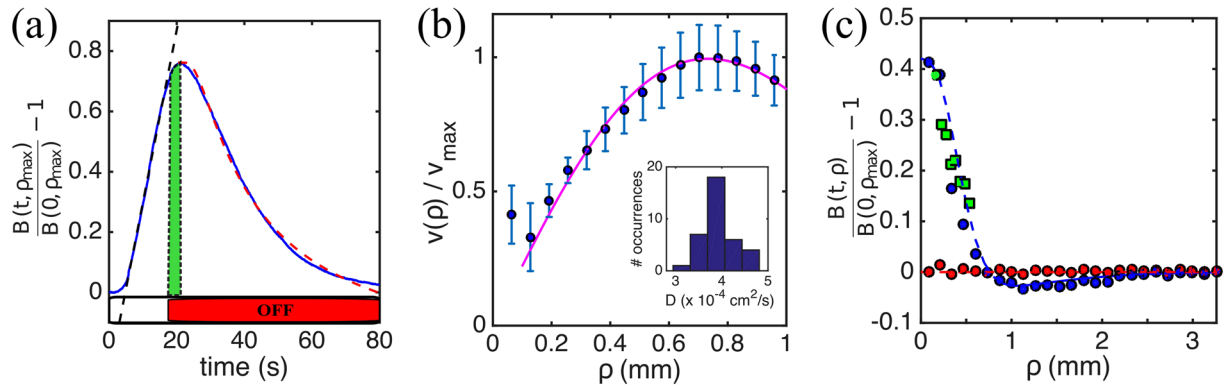 (a)
B(t, ρmax)
B(0, ρmax)
− 1
0.8
0.6
0.4
0.2
0
OFF
0
20
40
60
80
time (s)
(b)
v(ρ) / vmax
1
0.5
0
0
0.2
0.4
0.6
0.8
1
ρ (mm)
# occurrences
20
10
0
3
4
5
D (x 10⁻⁴ cm²/s)
(c)
B(t, ρ)
B(0, ρmax)
− 1
0.5
0.4
0.3
0.2
0.1
0
-0.1
0
1
2
3
ρ (mm)